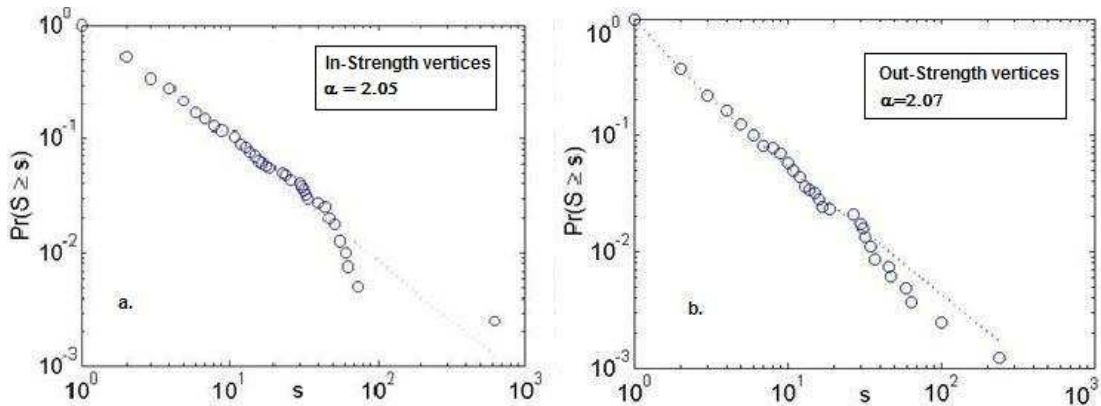 10^0
10^-1
10^-2
10^-3
Pr(S ≥ s)
In-Strength vertices
α = 2.05
a.
10^0
10^1
s
10^2
10^3
10^0
10^-1
10^-2
10^-3
Pr(S ≥ s)
Out-Strength vertices
α=2.07
b.
10^0
10^1
10^2
s
10^3